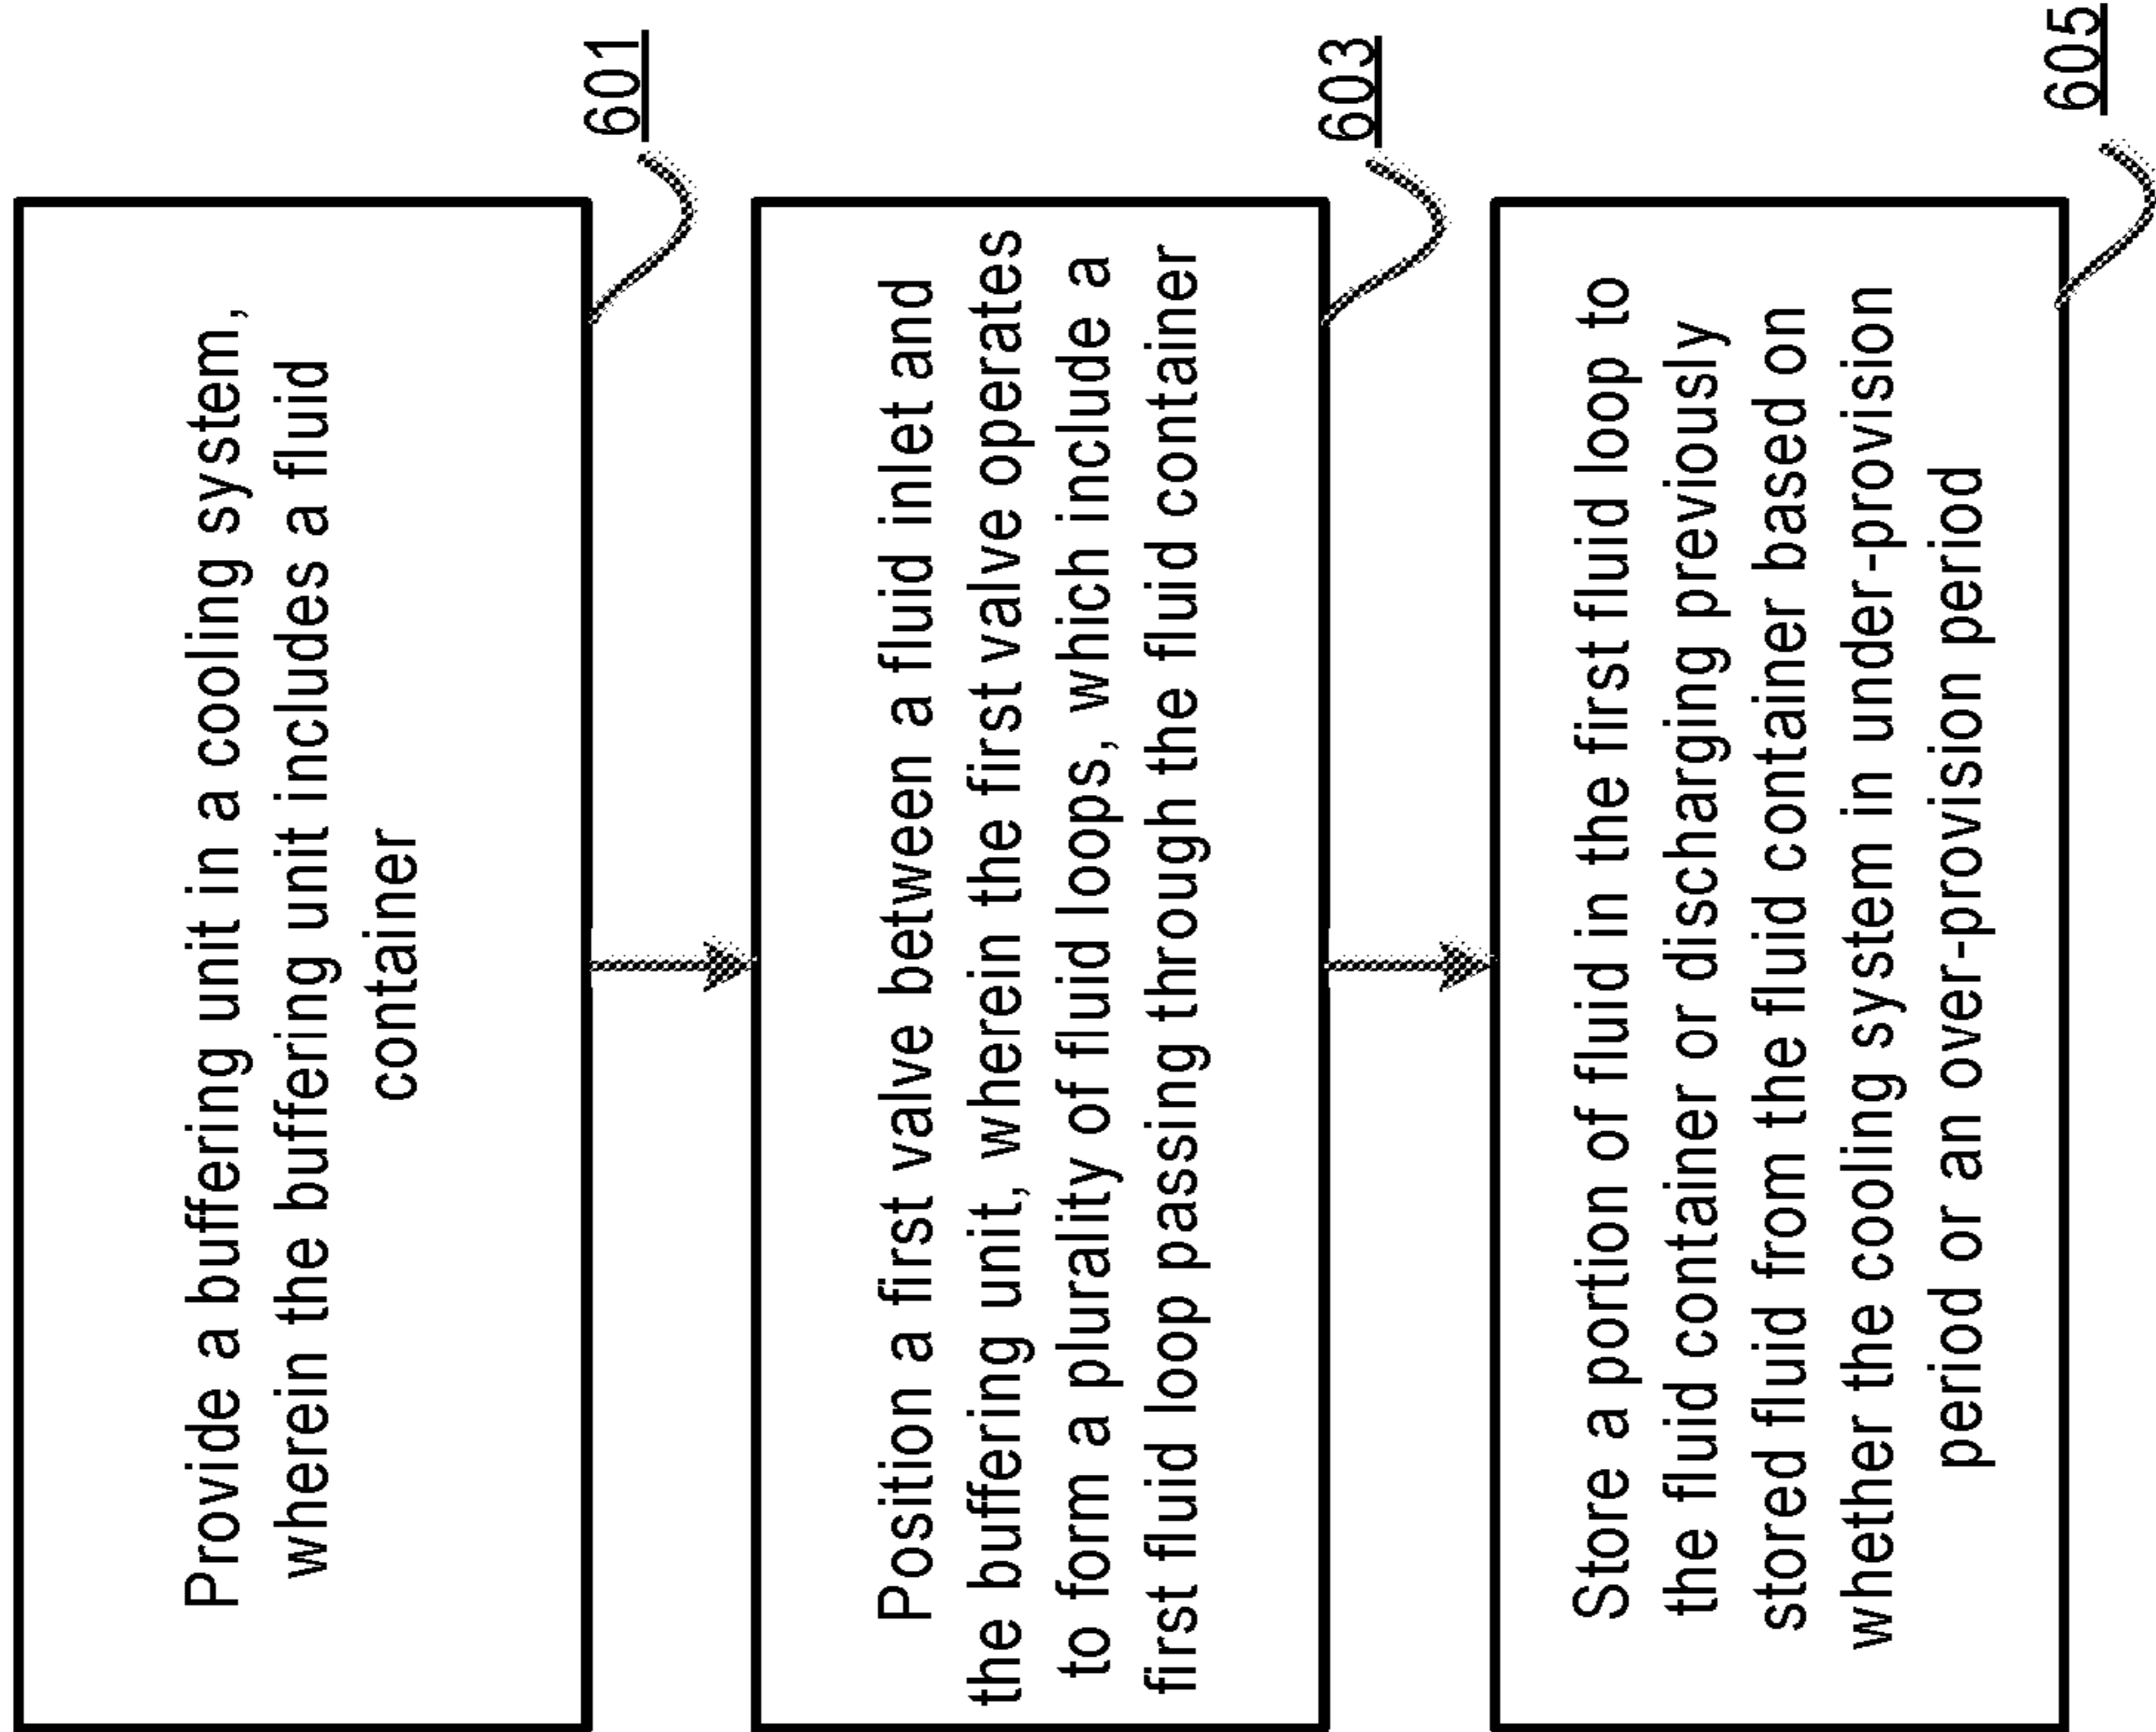 Provide a buffering unit in a cooling system,
wherein the buffering unit includes a fluid
container
601
Position a first valve between a fluid inlet and
the buffering unit, wherein the first valve operates
to form a plurality of fluid loops, which include a
first fluid loop passing through the fluid container
603
Store a portion of fluid in the first fluid loop to
the fluid container or discharging previously
stored fluid from the fluid container based on
whether the cooling system in under-provision
period or an over-provision period
605